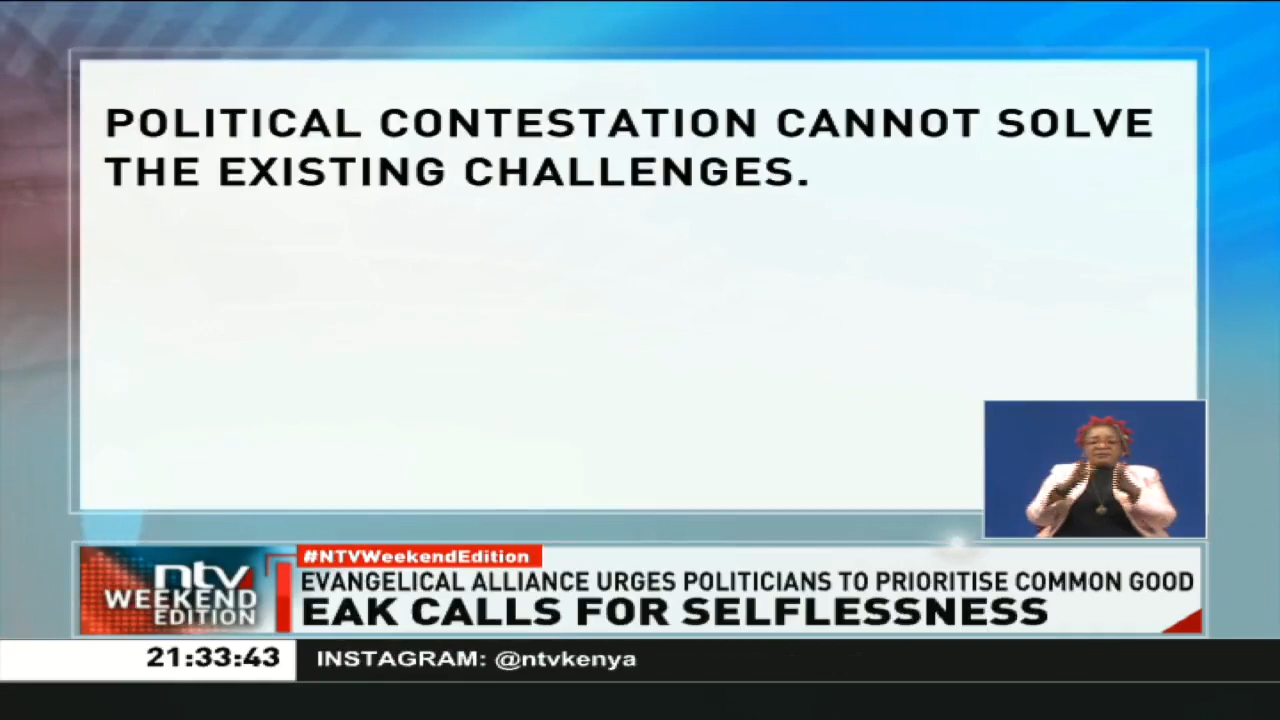 POLITICAL CONTESTATION CANNOT SOLVE
THE EXISTING CHALLENGES.
#NTVWeekendEdition
ntv
WEEKEND
EDITION
EVANGELICAL ALLIANCE URGES POLITICIANS TO PRIORITISE COMMON GOOD
EAK CALLS FOR SELFLESSNESS
21:33:43
INSTAGRAM: @ntvkenya